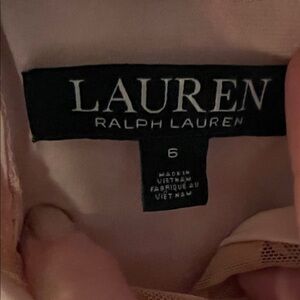 LAUREN
RALPH LAUREN
6
MADE IN
VIETNAM
FABRIQUÉ AU
VIET NAM